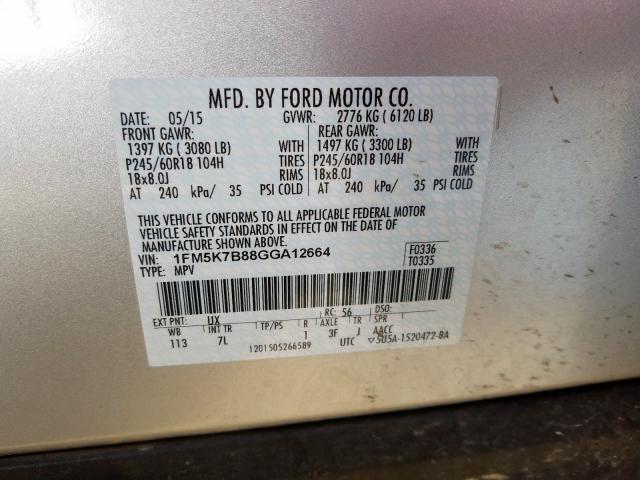 MFD. BY FORD MOTOR CO.
DATE: 05/15 GVWR: 2776 KG ( 6120 LB)
FRONT GAWR: REAR GAWR:
1397 KG ( 3080 LB) WITH 1497 KG ( 3300 LB) WITH
P245/60R18 104H TIRES P245/60R18 104H TIRES
18x8.0J RIMS 18x8.0J RIMS
AT 240 kPa/ 35 PSI COLD AT 240 kPa/ 35 PSI COLD
THIS VEHICLE CONFORMS TO ALL APPLICABLE FEDERAL MOTOR
VEHICLE SAFETY STANDARDS IN EFFECT ON THE DATE OF
MANUFACTURE SHOWN ABOVE.
VIN: 1FM5K7B88GGA12664 F0336
TYPE: MPV T0335
EXT PNT: UX RC: 56 DSO:
WB INT TR TP/PS R AXLE TR SPR
113 7L 1 3F J AACC
1201505266589 UTC ▽5U5A-1520472-BA